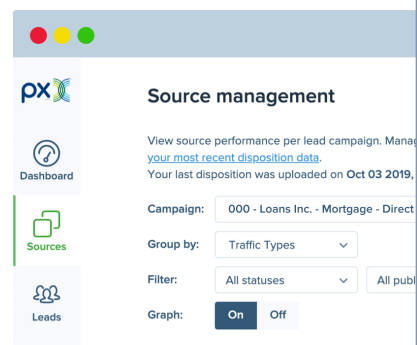 px
Source management
View source performance per lead campaign. Manag
your most recent disposition data.
Your last disposition was uploaded on Oct 03 2019,
Dashboard
Campaign: 000 - Loans Inc. - Mortgage - Direct
Sources
Group by: Traffic Types
Filter: All statuses All publ
Leads
Graph: On Off